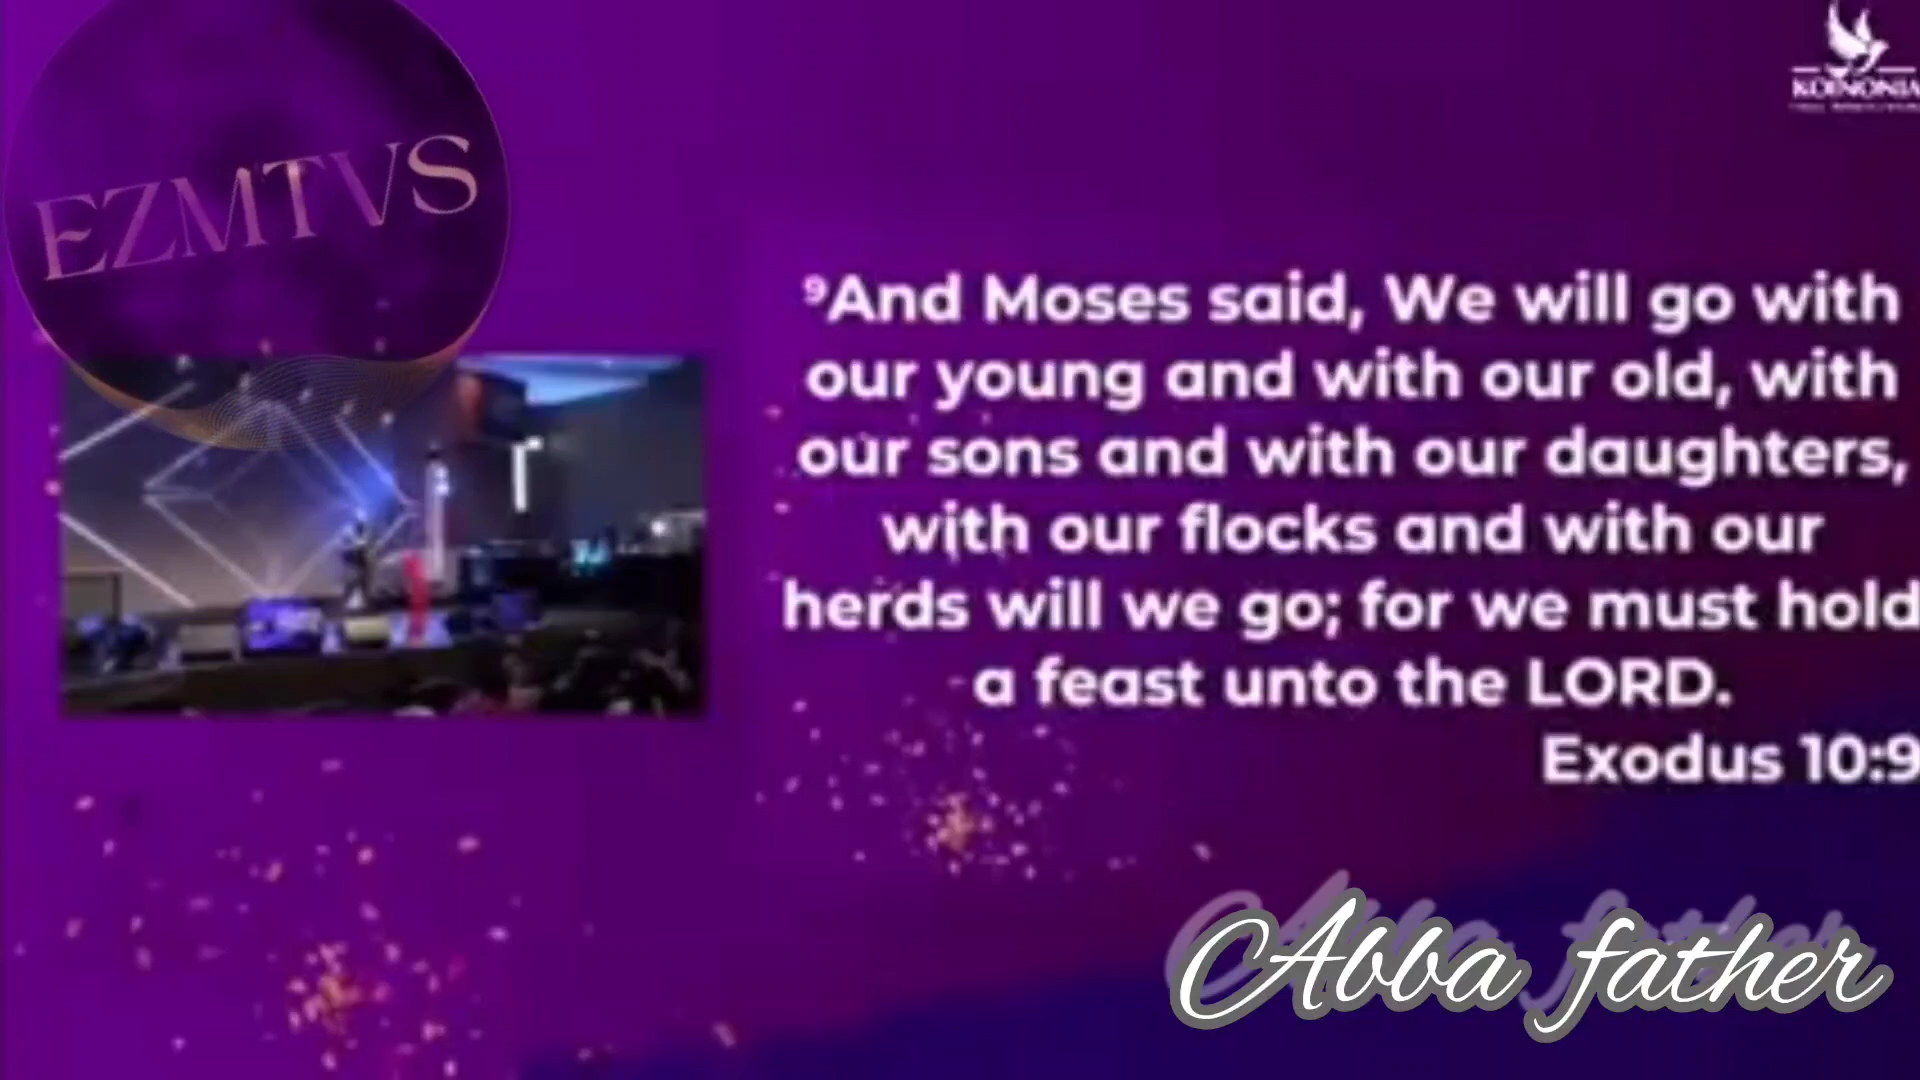 EZMTVS
KOINONIA
⁹And Moses said, We will go with
our young and with our old, with
our sons and with our daughters,
with our flocks and with our
herds will we go; for we must hold
a feast unto the LORD.
Exodus 10:9
Abba father